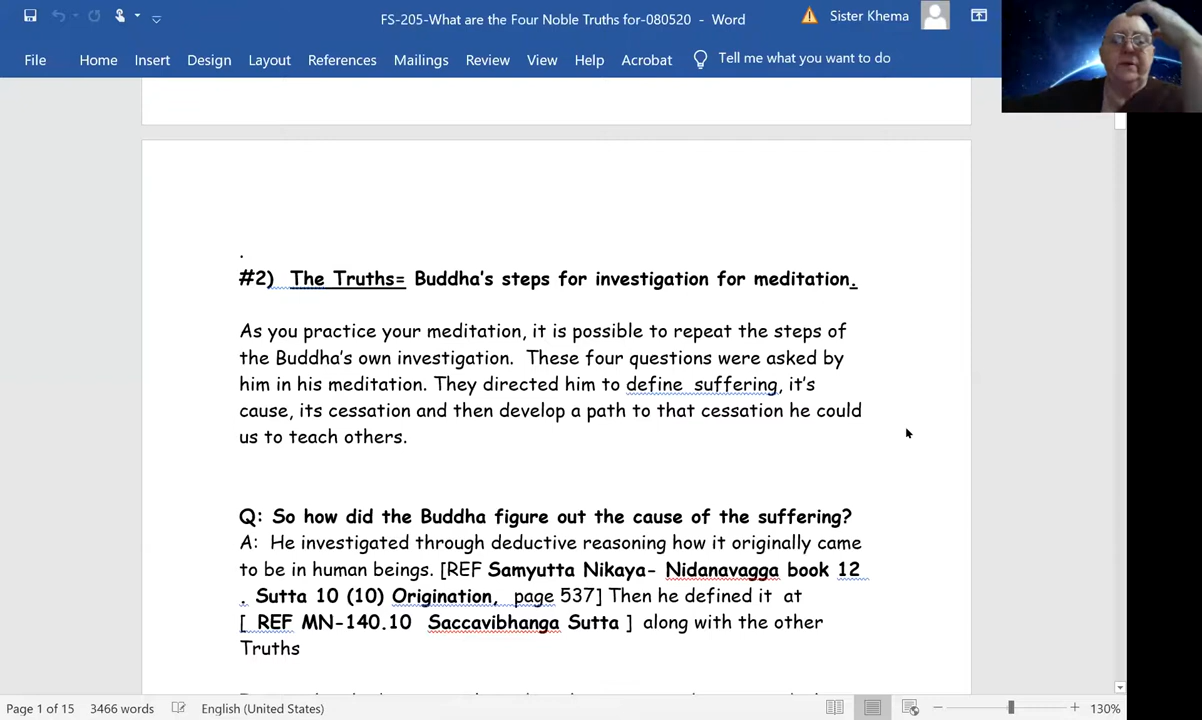 FS-205-What are the Four Noble Truths for-080520 - Word
Sister Khema
File Home Insert Design Layout References Mailings Review View Help Acrobat Tell me what you want to do
.
#2) The Truths= Buddha's steps for investigation for meditation.
As you practice your meditation, it is possible to repeat the steps of
the Buddha's own investigation. These four questions were asked by
him in his meditation. They directed him to define suffering, it's
cause, its cessation and then develop a path to that cessation he could
us to teach others.
Q: So how did the Buddha figure out the cause of the suffering?
A: He investigated through deductive reasoning how it originally came
to be in human beings. [REF Samyutta Nikaya- Nidanavagga book 12
. Sutta 10 (10) Origination, page 537] Then he defined it at
[ REF MN-140.10 Saccavibhanga Sutta ] along with the other
Truths
Page 1 of 15 3466 words English (United States) 130%